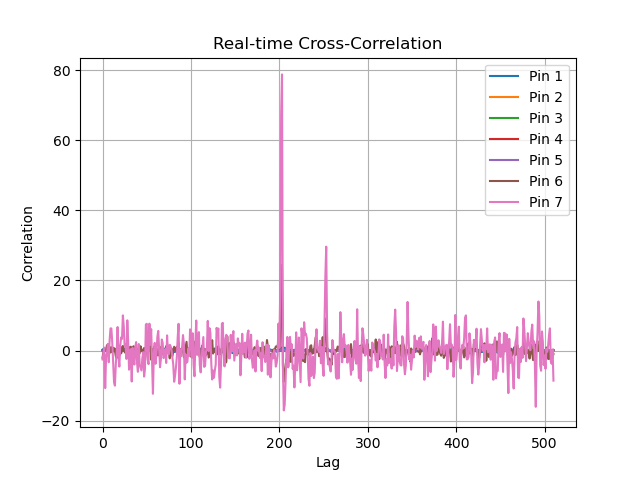 Real-time Cross-Correlation
80
60
40
20
0
−20
Correlation
0
100
200
300
400
500
Lag
Pin 1
Pin 2
Pin 3
Pin 4
Pin 5
Pin 6
Pin 7